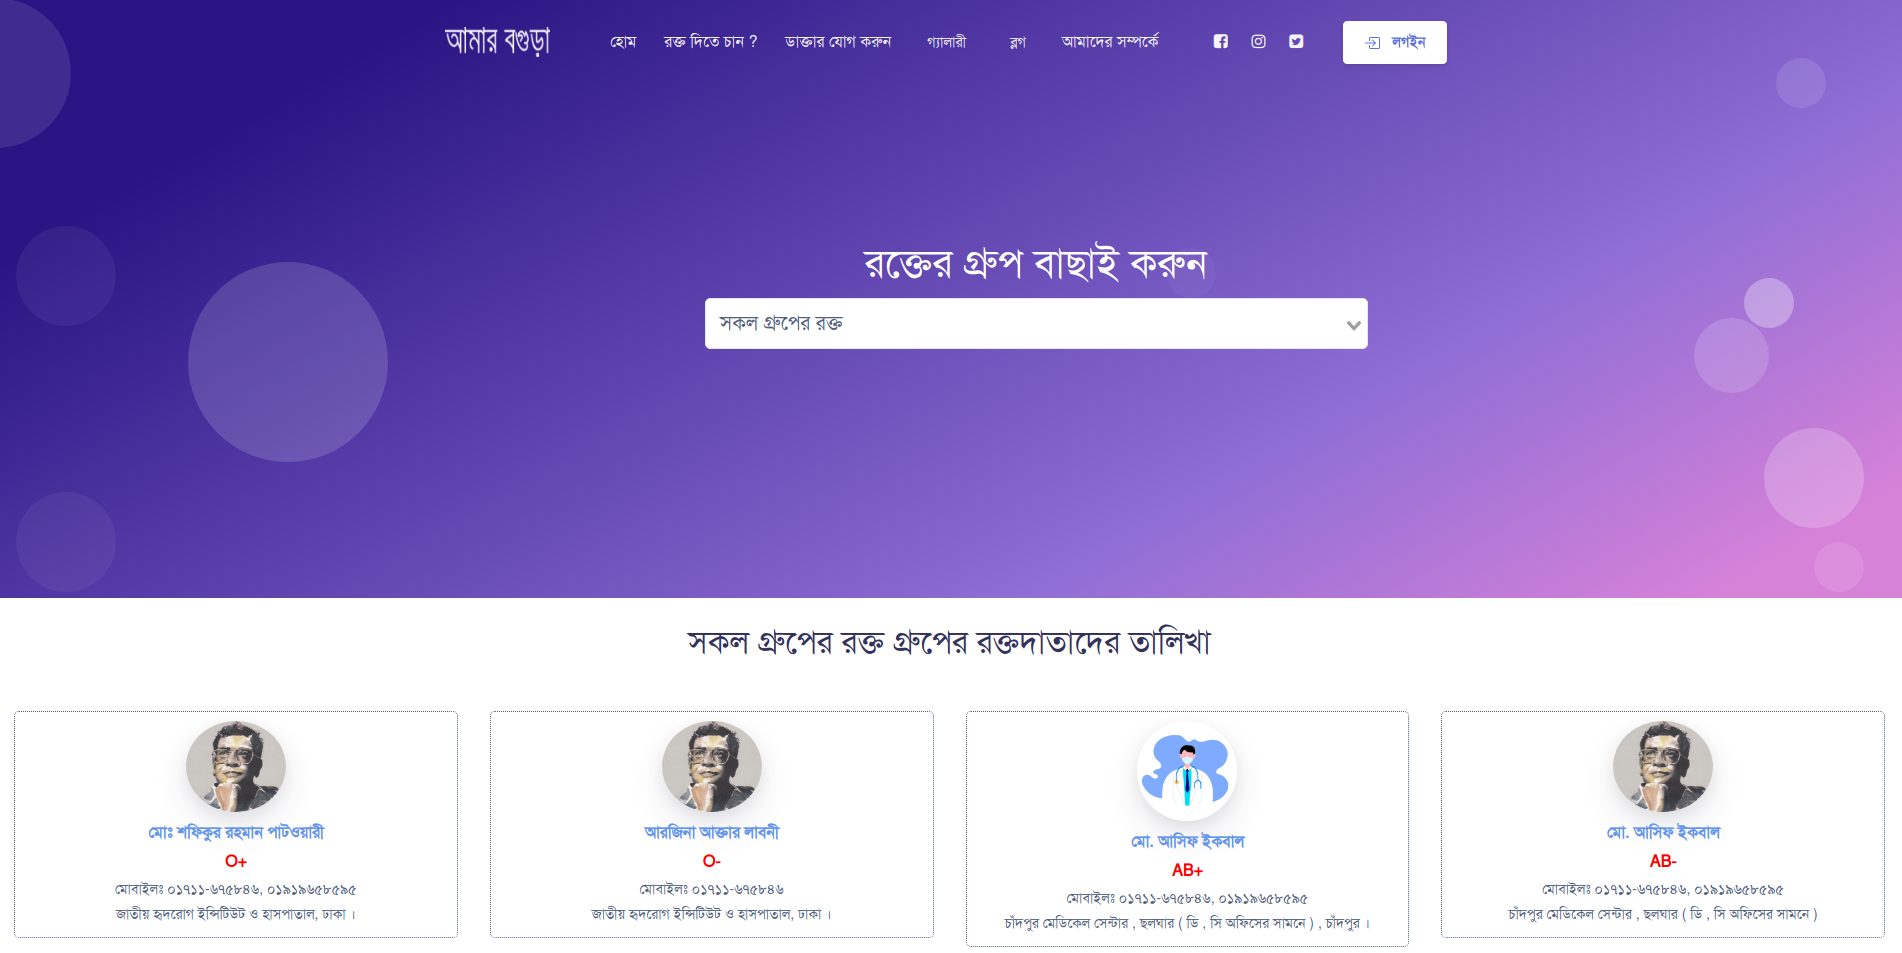 আমার বগুড়া
হোম রক্ত দিতে চান ? ডাক্তার যোগ করুন গ্যালারী ব্লগ আমাদের সম্পর্কে লগইন
রক্তের গ্রুপ বাছাই করুন
সকল গ্রুপের রক্ত
সকল গ্রুপের রক্ত গ্রুপের রক্তদাতাদের তালিকা
মোঃ শফিকুর রহমান পাটওয়ারী
O+
মোবাইলঃ ০১৭১১-৬৭৫৮৪৬, ০১৯১৯৬৫৮৫৯৫
জাতীয় হৃদরোগ ইন্সিটিউট ও হাসপাতাল, ঢাকা ।
আরজিনা আক্তার লাবনী
O-
মোবাইলঃ ০১৭১১-৬৭৫৮৪৬
জাতীয় হৃদরোগ ইন্সিটিউট ও হাসপাতাল, ঢাকা ।
মো. আসিফ ইকবাল
AB+
মোবাইলঃ ০১৭১১-৬৭৫৮৪৬, ০১৯১৯৬৫৮৫৯৫
চাঁদপুর মেডিকেল সেন্টার , ছলঘার ( ডি , সি অফিসের সামনে ) , চাঁদপুর ।
মো. আসিফ ইকবাল
AB-
মোবাইলঃ ০১৭১১-৬৭৫৮৪৬, ০১৯১৯৬৫৮৫৯৫
চাঁদপুর মেডিকেল সেন্টার , ছলঘার ( ডি , সি অফিসের সামনে )